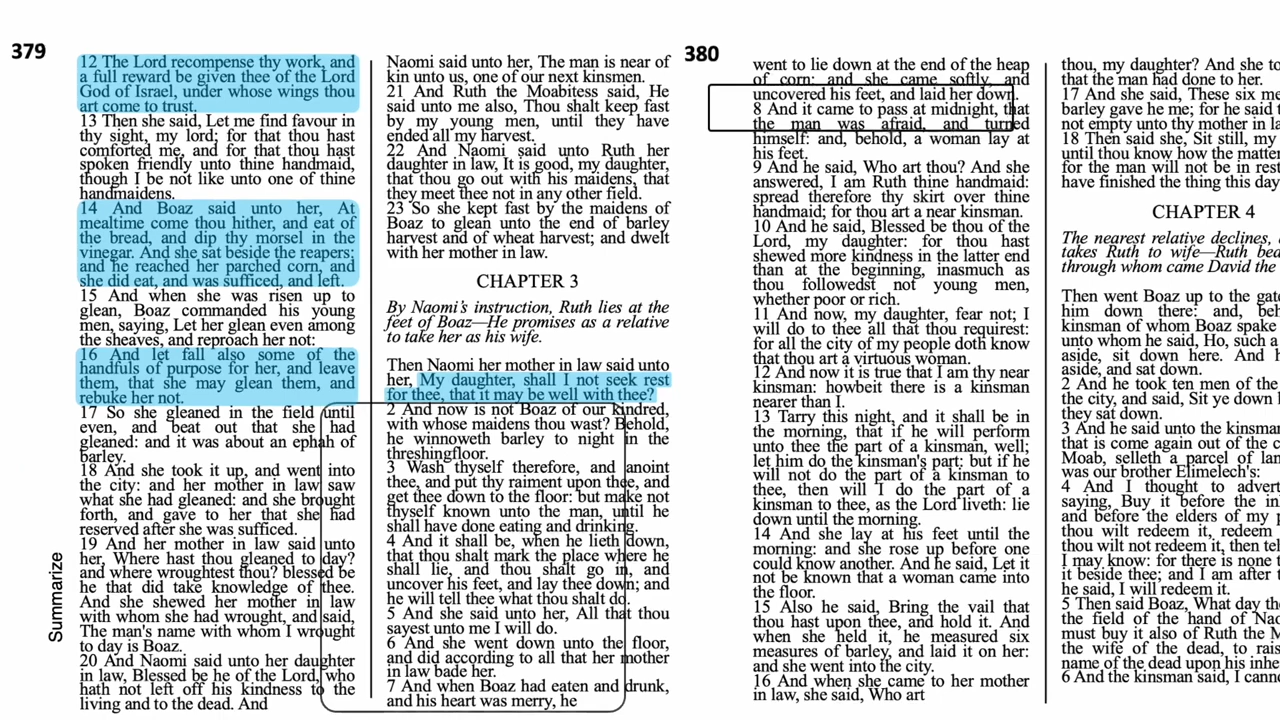 379
12 The Lord recompense thy work, and
a full reward be given thee of the Lord
God of Israel, under whose wings thou
art come to trust.
13 Then she said, Let me find favour in
thy sight, my lord; for that thou hast
comforted me, and for that thou hast
spoken friendly unto thine handmaid,
though I be not like unto one of thine
handmaidens.
14 And Boaz said unto her, At
mealtime come thou hither, and eat of
the bread, and dip thy morsel in the
vinegar. And she sat beside the reapers:
and he reached her parched corn, and
she did eat, and was sufficed, and left.
15 And when she was risen up to
glean, Boaz commanded his young
men, saying, Let her glean even among
the sheaves, and reproach her not:
16 And let fall also some of the
handfuls of purpose for her, and leave
them, that she may glean them, and
rebuke her not.
17 So she gleaned in the field until
even, and beat out that she had
gleaned: and it was about an ephah of
barley.
18 And she took it up, and went into
the city: and her mother in law saw
what she had gleaned: and she brought
forth, and gave to her that she had
reserved after she was sufficed.
19 And her mother in law said unto
her, Where hast thou gleaned to day?
and where wroughtest thou? blessed be
he that did take knowledge of thee.
And she shewed her mother in law
with whom she had wrought, and said,
The man's name with whom I wrought
to day is Boaz.
20 And Naomi said unto her daughter
in law, Blessed be he of the Lord, who
hath not left off his kindness to the
living and to the dead. And
Summarize
Naomi said unto her, The man is near of
kin unto us, one of our next kinsmen.
21 And Ruth the Moabitess said, He
said unto me also, Thou shalt keep fast
by my young men, until they have
ended all my harvest.
22 And Naomi said unto Ruth her
daughter in law, It is good, my daughter,
that thou go out with his maidens, that
they meet thee not in any other field.
23 So she kept fast by the maidens of
Boaz to glean unto the end of barley
harvest and of wheat harvest; and dwelt
with her mother in law.
CHAPTER 3
By Naomi's instruction, Ruth lies at the
feet of Boaz—He promises as a relative
to take her as his wife.
Then Naomi her mother in law said unto
her, My daughter, shall I not seek rest
for thee, that it may be well with thee?
2 And now is not Boaz of our kindred,
with whose maidens thou wast? Behold,
he winnoweth barley to night in the
threshingfloor.
3 Wash thyself therefore, and anoint
thee, and put thy raiment upon thee, and
get thee down to the floor: but make not
thyself known unto the man, until he
shall have done eating and drinking.
4 And it shall be, when he lieth down,
that thou shalt mark the place where he
shall lie, and thou shalt go in, and
uncover his feet, and lay thee down; and
he will tell thee what thou shalt do.
5 And she said unto her, All that thou
sayest unto me I will do.
6 And she went down unto the floor,
and did according to all that her mother
in law bade her.
7 And when Boaz had eaten and drunk,
and his heart was merry, he
380
went to lie down at the end of the heap
of corn: and she came softly, and
uncovered his feet, and laid her down.
8 And it came to pass at midnight, that
the man was afraid, and turned
himself: and, behold, a woman lay at
his feet.
9 And he said, Who art thou? And she
answered, I am Ruth thine handmaid:
spread therefore thy skirt over thine
handmaid; for thou art a near kinsman.
10 And he said, Blessed be thou of the
Lord, my daughter: for thou hast
shewed more kindness in the latter end
than at the beginning, inasmuch as
thou followedst not young men,
whether poor or rich.
11 And now, my daughter, fear not; I
will do to thee all that thou requirest:
for all the city of my people doth know
that thou art a virtuous woman.
12 And now it is true that I am thy near
kinsman: howbeit there is a kinsman
nearer than I.
13 Tarry this night, and it shall be in
the morning, that if he will perform
unto thee the part of a kinsman, well;
let him do the kinsman's part: but if he
will not do the part of a kinsman to
thee, then will I do the part of a
kinsman to thee, as the Lord liveth: lie
down until the morning.
14 And she lay at his feet until the
morning: and she rose up before one
could know another. And he said, Let it
not be known that a woman came into
the floor.
15 Also he said, Bring the vail that
thou hast upon thee, and hold it. And
when she held it, he measured six
measures of barley, and laid it on her:
and she went into the city.
16 And when she came to her mother
in law, she said, Who art
thou, my daughter? And she to
that the man had done to her.
17 And she said, These six me
barley gave he me; for he said t
not empty unto thy mother in la
18 Then said she, Sit still, my
until thou know how the matter
for the man will not be in rest
have finished the thing this day
CHAPTER 4
The nearest relative declines,
takes Ruth to wife—Ruth bea
through whom came David the
Then went Boaz up to the gate
him down there: and, beh
kinsman of whom Boaz spake
unto whom he said, Ho, such a
aside, sit down here. And h
aside, and sat down.
2 And he took ten men of the
the city, and said, Sit ye down
they sat down.
3 And he said unto the kinsman
that is come again out of the c
Moab, selleth a parcel of lan
was our brother Elimelech's:
4 And I thought to advert
saying, Buy it before the in
and before the elders of my
thou wilt redeem it, redeem
thou wilt not redeem it, then tel
I may know: for there is none t
it beside thee; and I am after t
he said, I will redeem it.
5 Then said Boaz, What day th
the field of the hand of Nao
must buy it also of Ruth the M
the wife of the dead, to rais
name of the dead upon his inhe
6 And the kinsman said, I canno